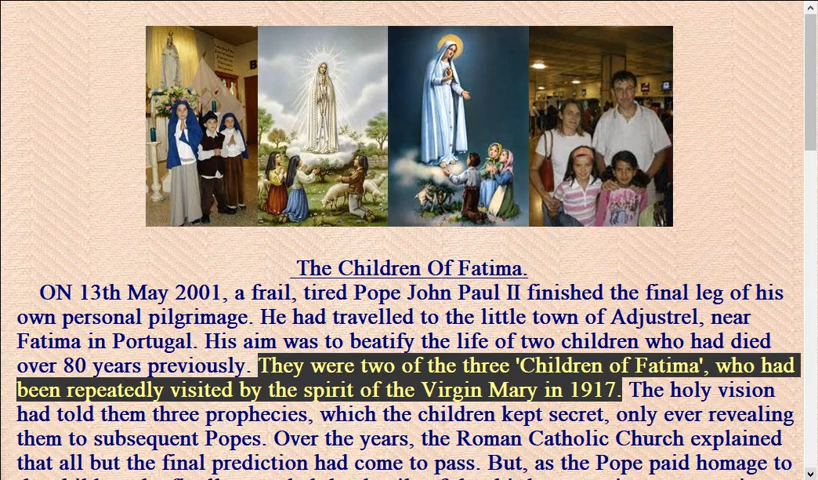 The Children Of Fatima.
ON 13th May 2001, a frail, tired Pope John Paul II finished the final leg of his
own personal pilgrimage. He had travelled to the little town of Adjustrel, near
Fatima in Portugal. His aim was to beatify the life of two children who had died
over 80 years previously. They were two of the three 'Children of Fatima', who had
been repeatedly visited by the spirit of the Virgin Mary in 1917. The holy vision
had told them three prophecies, which the children kept secret, only ever revealing
them to subsequent Popes. Over the years, the Roman Catholic Church explained
that all but the final prediction had come to pass. But, as the Pope paid homage to